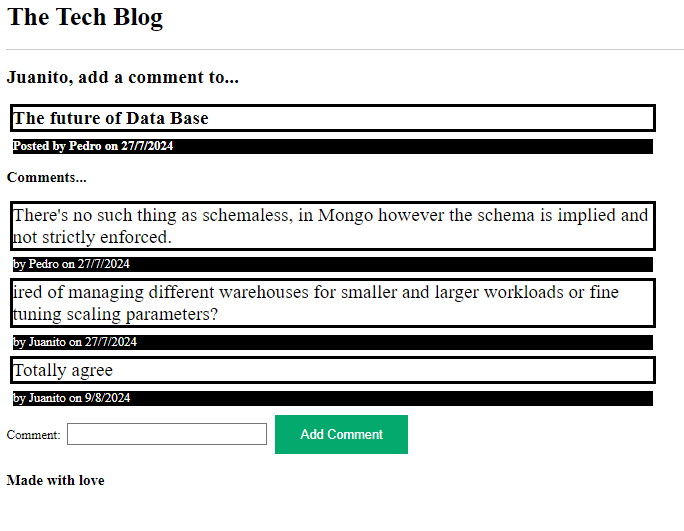 The Tech Blog
Juanito, add a comment to...
The future of Data Base
Posted by Pedro on 27/7/2024
Comments...
There's no such thing as schemaless, in Mongo however the schema is implied and
not strictly enforced.
by Pedro on 27/7/2024
ired of managing different warehouses for smaller and larger workloads or fine
tuning scaling parameters?
by Juanito on 27/7/2024
Totally agree
by Juanito on 9/8/2024
Comment: Add Comment
Made with love